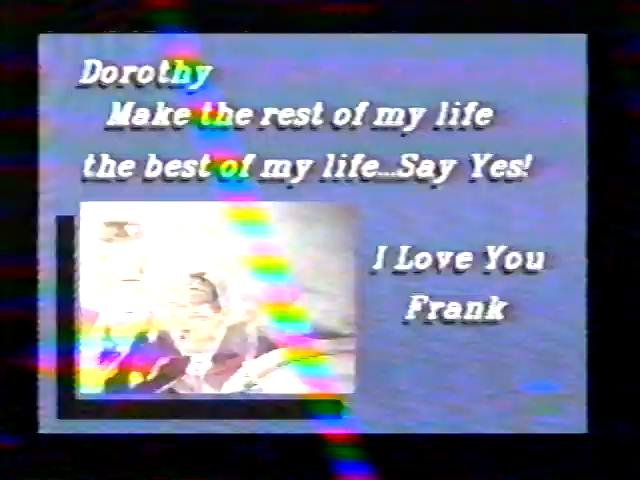 Dorothy
Make the rest of my life
the best of my life...Say Yes!
I Love You
Frank